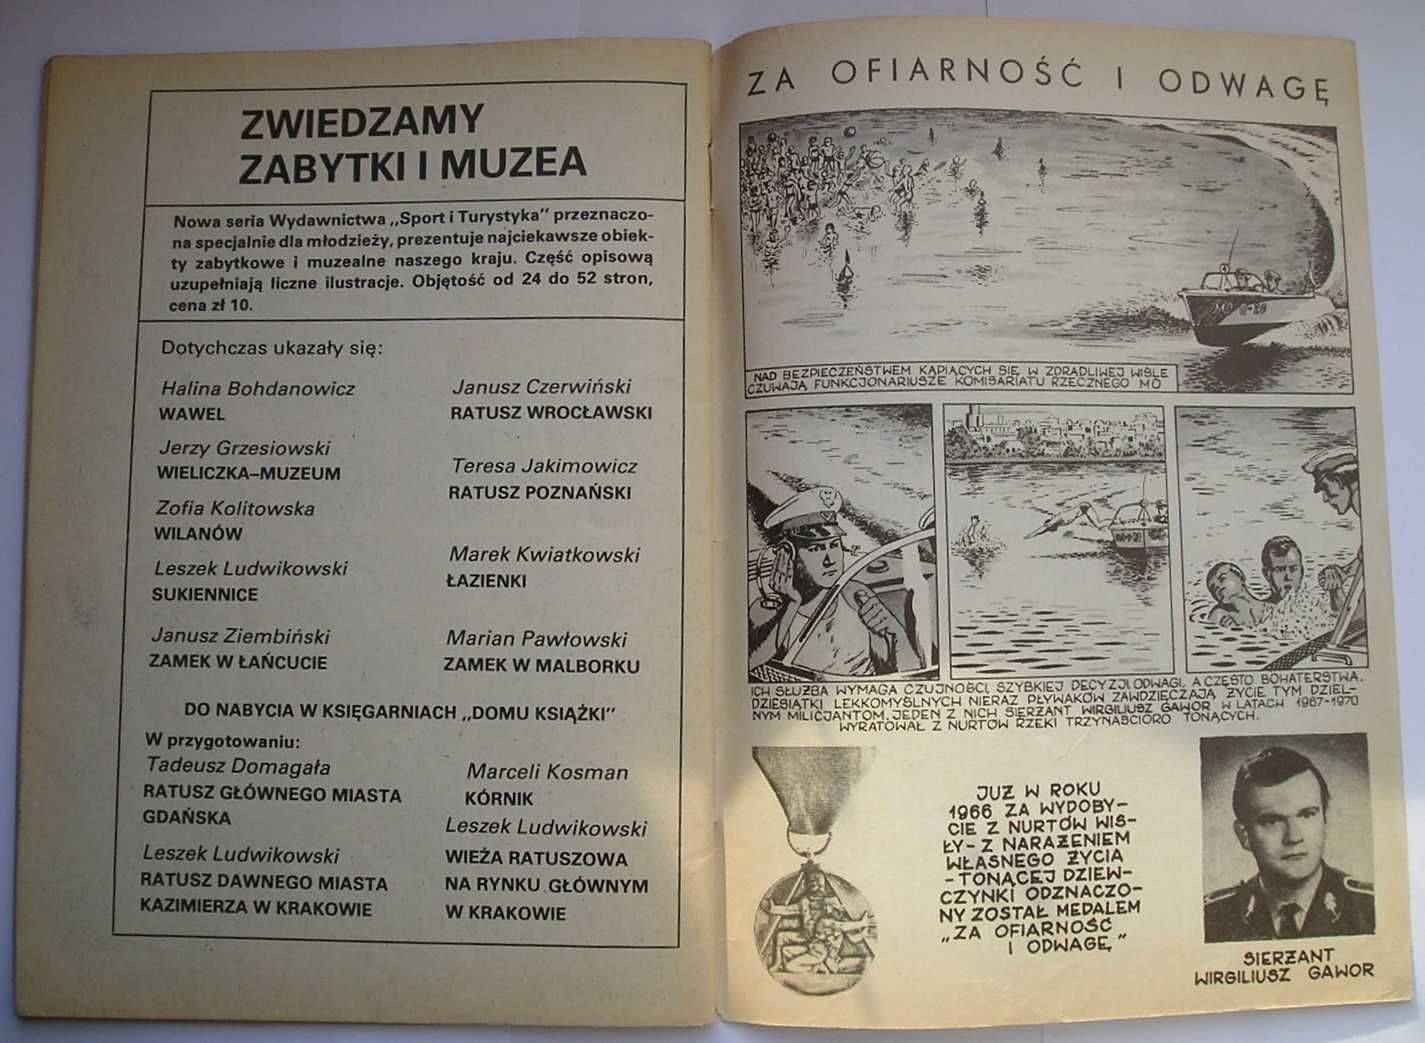 ZWIEDZAMY
ZABYTKI I MUZEA
Nowa seria Wydawnictwa „Sport i Turystyka” przeznaczo-
na specjalnie dla młodzieży, prezentuje najciekawsze obiek-
ty zabytkowe i muzealne naszego kraju. Część opisową
uzupełniają liczne ilustracje. Objętość od 24 do 52 stron,
cena zł 10.
Dotychczas ukazały się:
Halina Bohdanowicz
WAWEL
Jerzy Grzesiowski
WIELICZKA–MUZEUM
Zofia Kolitowska
WILANÓW
Leszek Ludwikowski
SUKIENNICE
Janusz Ziembiński
ZAMEK W ŁAŃCUCIE
Janusz Czerwiński
RATUSZ WROCŁAWSKI
Teresa Jakimowicz
RATUSZ POZNAŃSKI
Marek Kwiatkowski
ŁAZIENKI
Marian Pawłowski
ZAMEK W MALBORKU
DO NABYCIA W KSIĘGARNIACH „DOMU KSIĄŻKI”
W przygotowaniu:
Tadeusz Domagała
RATUSZ GŁÓWNEGO MIASTA
GDAŃSKA
Leszek Ludwikowski
RATUSZ DAWNEGO MIASTA
KAZIMIERZA W KRAKOWIE
Marceli Kosman
KÓRNIK
Leszek Ludwikowski
WIEŻA RATUSZOWA
NA RYNKU GŁÓWNYM
W KRAKOWIE
ZA OFIARNOŚĆ I ODWAGĘ
NAD BEZPIECZEŃSTWEM KĄPIĄCYCH SIĘ W ZDRADLIWEJ WIŚLE
CZUWAJĄ FUNKCJONARIUSZE KOMISARIATU RZECZNEGO MO
ICH SŁUŻBA WYMAGA CZUJNOŚCI, SZYBKIEJ DECYZJI, ODWAGI, A CZĘSTO BOHATERSTWA.
DZIESIĄTKI LEKKOMYŚLNYCH NIERAZ PŁYWAKÓW ZAWDZIĘCZAJĄ ŻYCIE TYM DZIEL-
NYM MILICJANTOM. JEDEN Z NICH SIERŻANT WIRGILIUSZ GAWOR W LATACH 1967-1970
WYRATOWAŁ Z NURTÓW RZEKI TRZYNAŚCIORO TONĄCYCH.
JUŻ W ROKU
1966 ZA WYDOBY-
CIE Z NURTÓW WIS-
ŁY - Z NARAŻENIEM
WŁASNEGO ŻYCIA
- TONĄCEJ DZIEW-
CZYNKI ODZNACZO-
NY ZOSTAŁ MEDALEM
„ZA OFIARNOŚĆ
I ODWAGĘ„
SIERŻANT
WIRGILIUSZ GAWOR